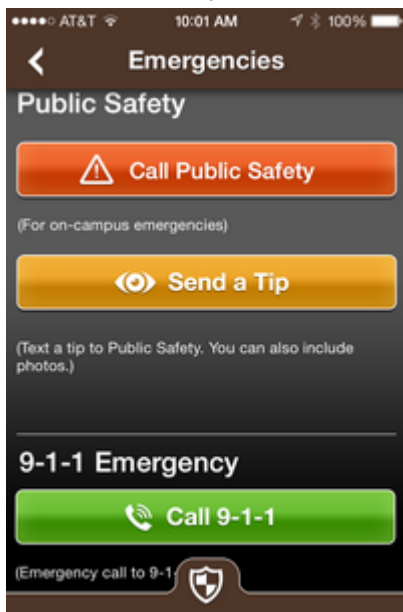 AT&T 10:01 AM 100%
Emergencies
Public Safety
Call Public Safety
(For on-campus emergencies)
Send a Tip
(Text a tip to Public Safety. You can also include
photos.)
9-1-1 Emergency
Call 9-1-1
(Emergency call to 9-1-